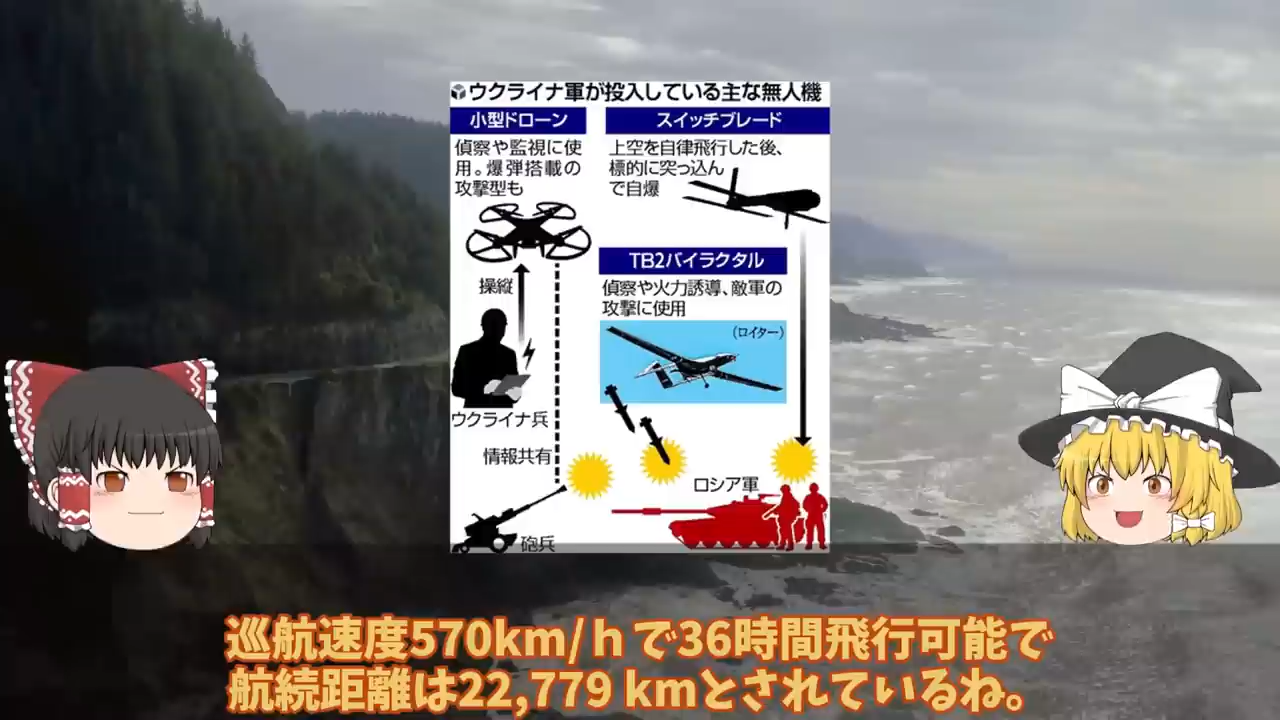 ウクライナ軍が投入している主な無人機
小型ドローン
偵察や監視に使
用。爆弾搭載の
攻撃型も
操縦
ウクライナ兵
情報共有
砲兵
スイッチブレード
上空を自律飛行した後、
標的に突っ込ん
で自爆
TB2バイラクタル
偵察や火力誘導、敵軍の
攻撃に使用
(ロイター)
ロシア軍
巡航速度570km/hで36時間飛行可能で
航続距離は22,779 kmとされているね。